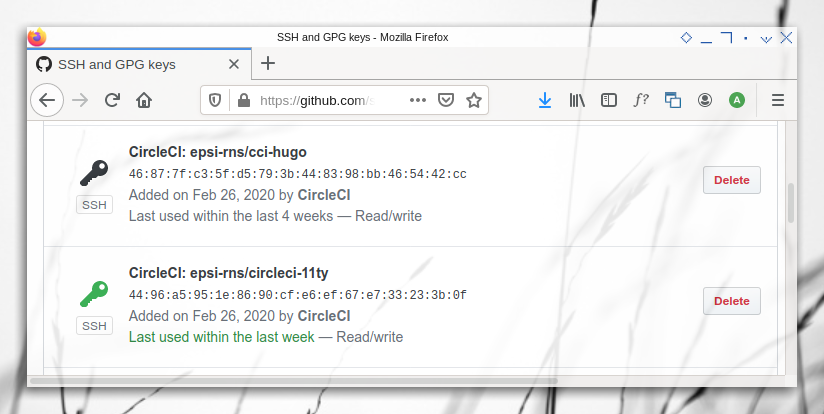 SSH and GPG keys - Mozilla Firefox
SSH and GPG keys
https://github.com/s
f?
A
CircleCI: epsi-rns/cci-hugo
46:87:7f:c3:5f:d5:79:3b:44:83:98:bb:46:54:42:cc
Delete
Added on Feb 26, 2020 by CircleCI
SSH
Last used within the last 4 weeks — Read/write
CircleCI: epsi-rns/circleci-11ty
44:96:a5:95:1e:86:90:cf:e6:ef:67:e7:33:23:3b:0f
Delete
Added on Feb 26, 2020 by CircleCI
SSH
Last used within the last week — Read/write